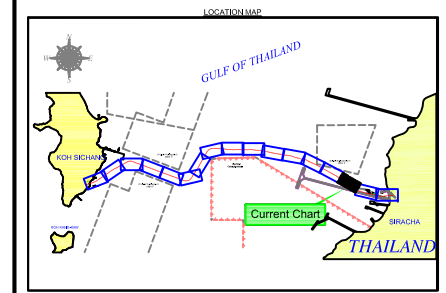 LOCATION MAP
N
W
E
S
GULF OF THAILAND
KOH SICHANG
Current Chart
SIRACHA
THAILAND